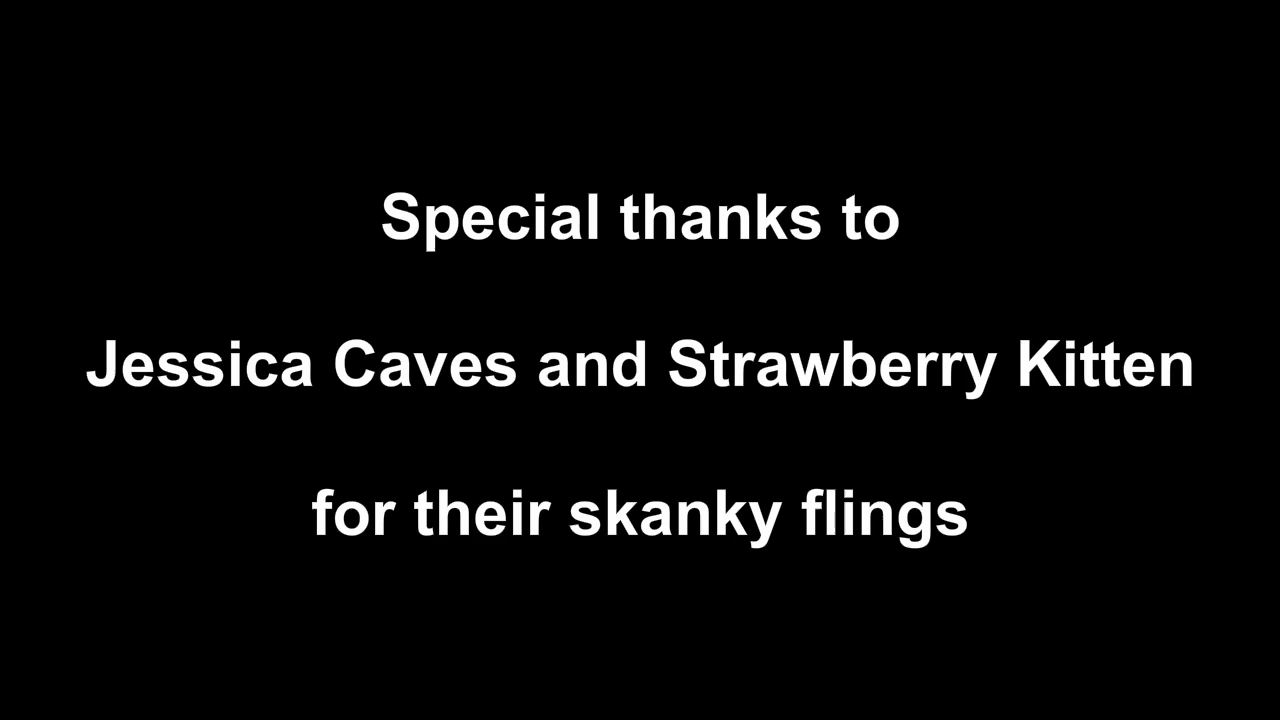 Special thanks to
Jessica Caves and Strawberry Kitten
for their skanky flings